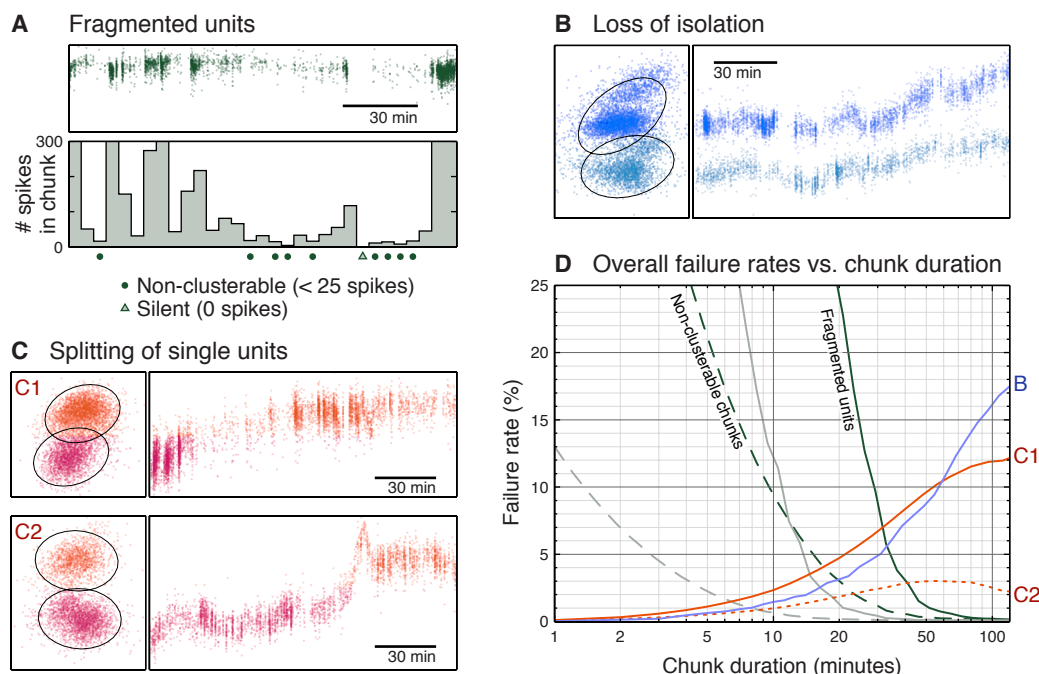 A Fragmented units
30 min
300
# spikes
in chunk
0
Non-clusterable (< 25 spikes)
Silent (0 spikes)
B Loss of isolation
30 min
C Splitting of single units
C1
30 min
C2
30 min
D Overall failure rates vs. chunk duration
25
20
15
10
5
0
Failure rate (%)
Non-clusterable chunks
Fragmented units
B
C1
C2
1 2 5 10 20 50 100
Chunk duration (minutes)